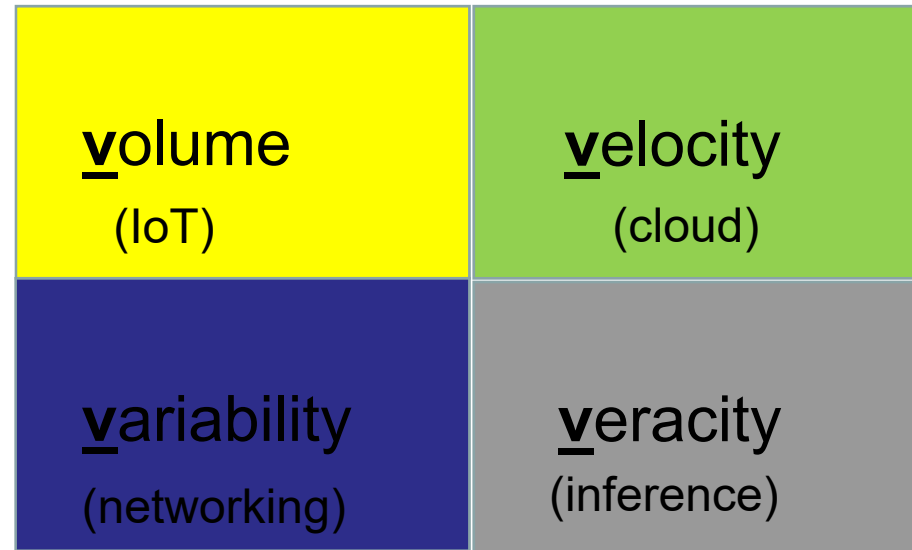 volume
(IoT)
velocity
(cloud)
variability
(networking)
veracity
(inference)